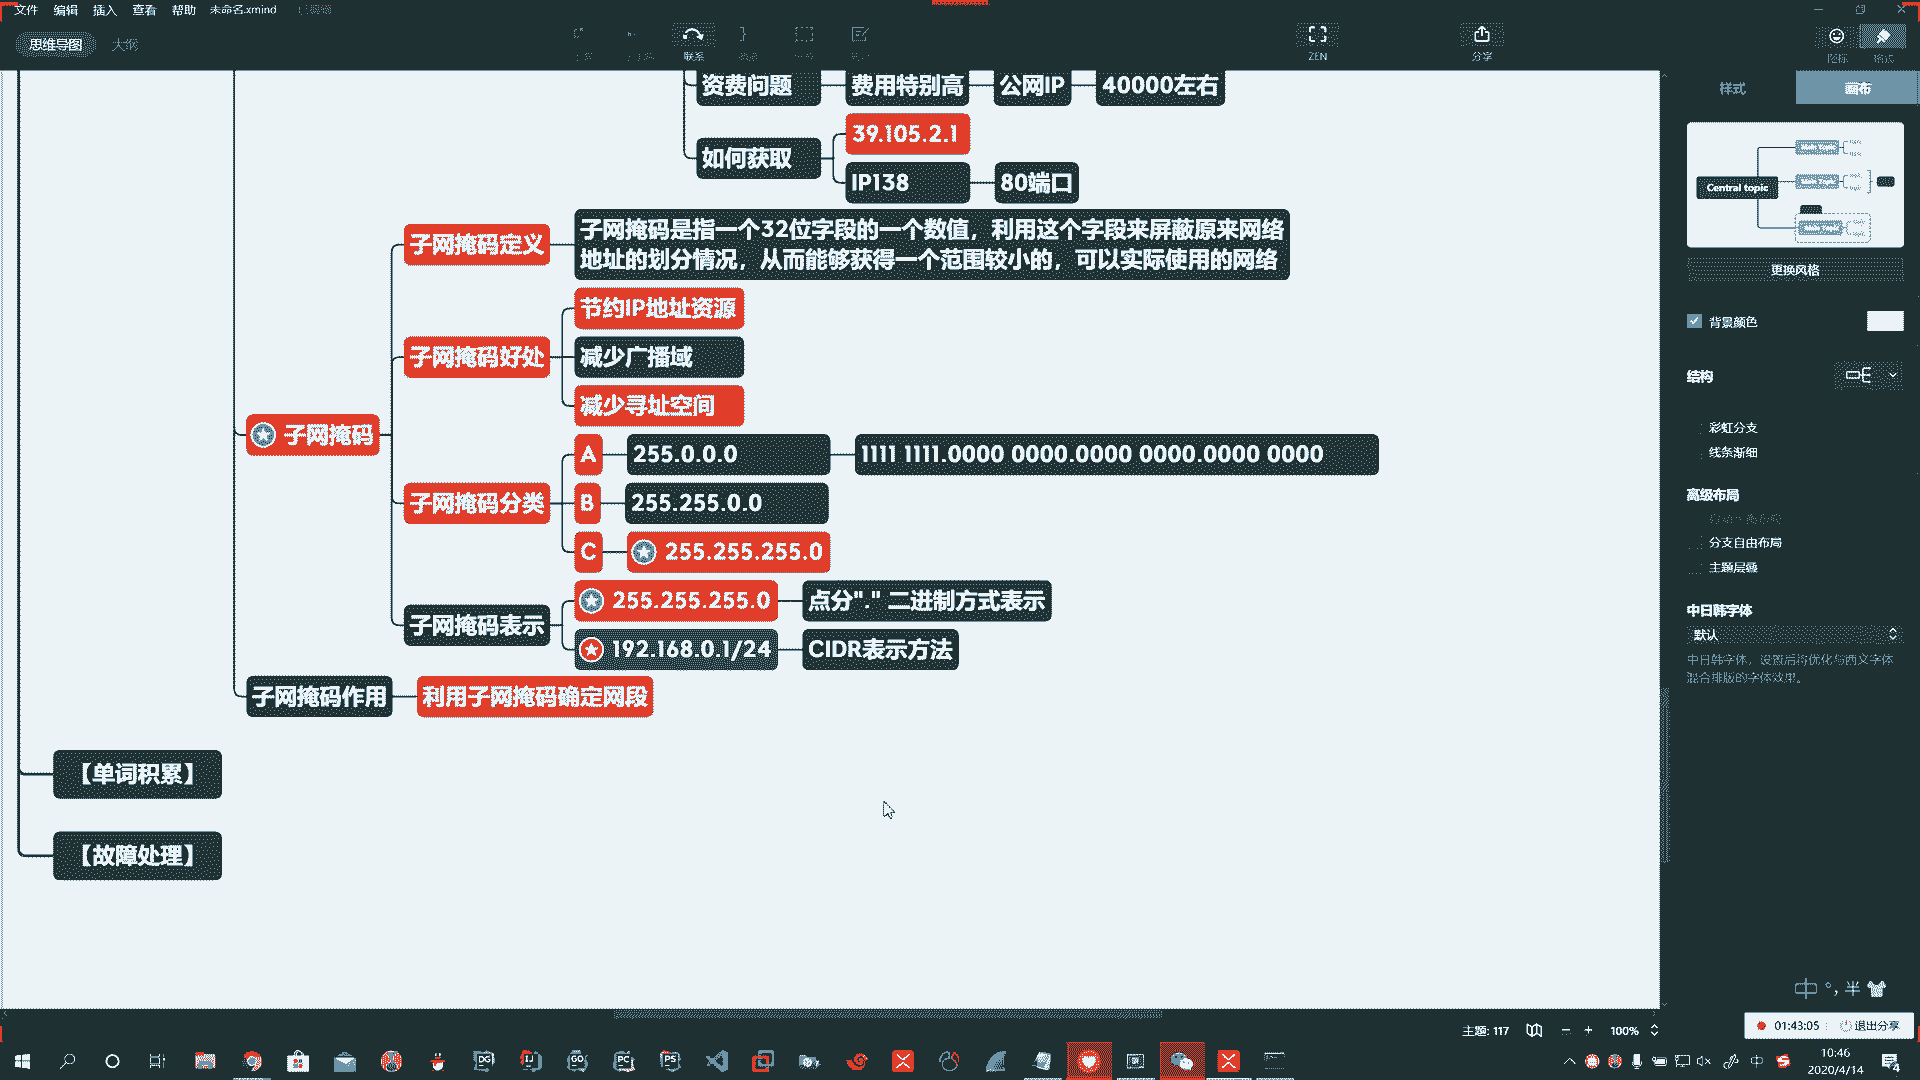 文件 编辑 插入 查看 帮助 未命名.xmind
思维导图 大纲
联系
ZEN
分享
图标
格式
资费问题 费用特别高 公网IP 40000左右
如何获取
39.105.2.1
IP138 80端口
子网掩码
子网掩码定义
子网掩码是指一个32位字段的一个数值，利用这个字段来屏蔽原来网络
地址的划分情况，从而能够获得一个范围较小的，可以实际使用的网络
子网掩码好处
节约IP地址资源
减少广播域
减少寻址空间
子网掩码分类
A 255.0.0.0 1111 1111.0000 0000.0000 0000.0000 0000
B 255.255.0.0
C 255.255.255.0
子网掩码表示
255.255.255.0 点分"." 二进制方式表示
192.168.0.1/24 CIDR表示方法
子网掩码作用 利用子网掩码确定网段
【单词积累】
【故障处理】
样式 画布
Central topic
更换风格
背景颜色
结构
彩虹分支
线条渐细
高级布局
分支自由布局
主题层叠
中日韩字体
默认
中日韩字体，设置后将优化与西文字体
混合排版的字体效果。
中 °, 半
主题: 117 100%
01:43:05 退出分享
DG IJ GO PC PS
中
10:46
2020/4/14
4